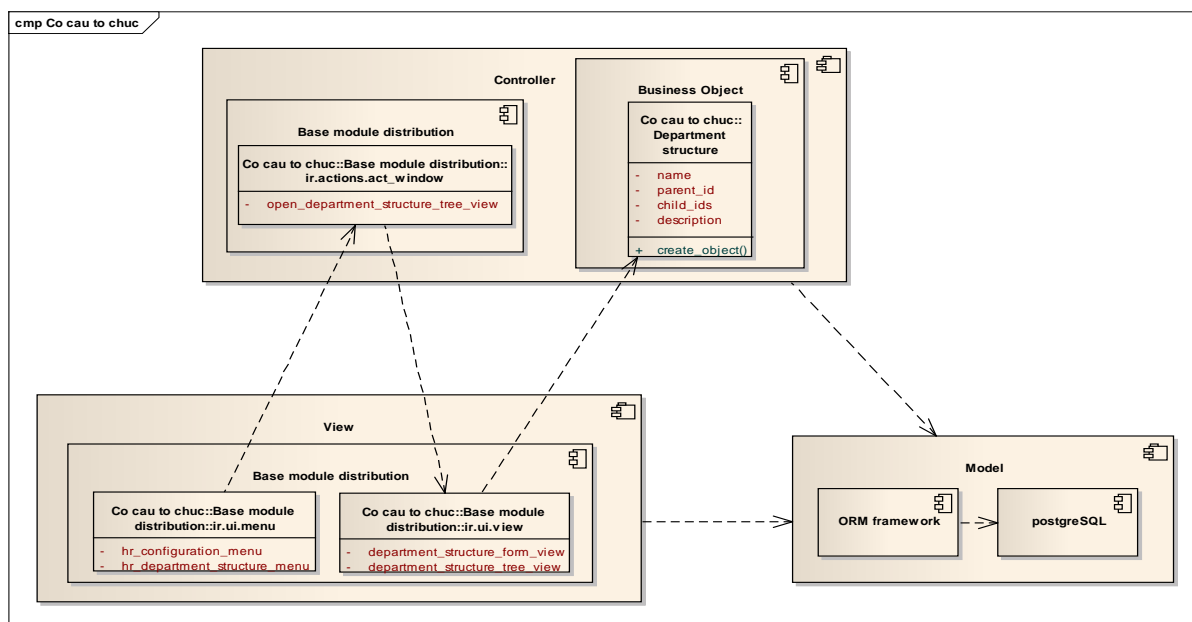 cmp Co cau to chuc
Controller
Base module distribution
Co cau to chuc::Base module distribution::
ir.actions.act_window
- open_department_structure_tree_view
Business Object
Co cau to chuc::
Department
structure
- name
- parent_id
- child_ids
- description
+ create_object()
View
Base module distribution
Co cau to chuc::Base module
distribution::ir.ui.menu
- hr_configuration_menu
- hr_department_structure_menu
Co cau to chuc::Base module
distribution::ir.ui.view
- department_structure_form_view
- department_structure_tree_view
Model
ORM framework
postgreSQL